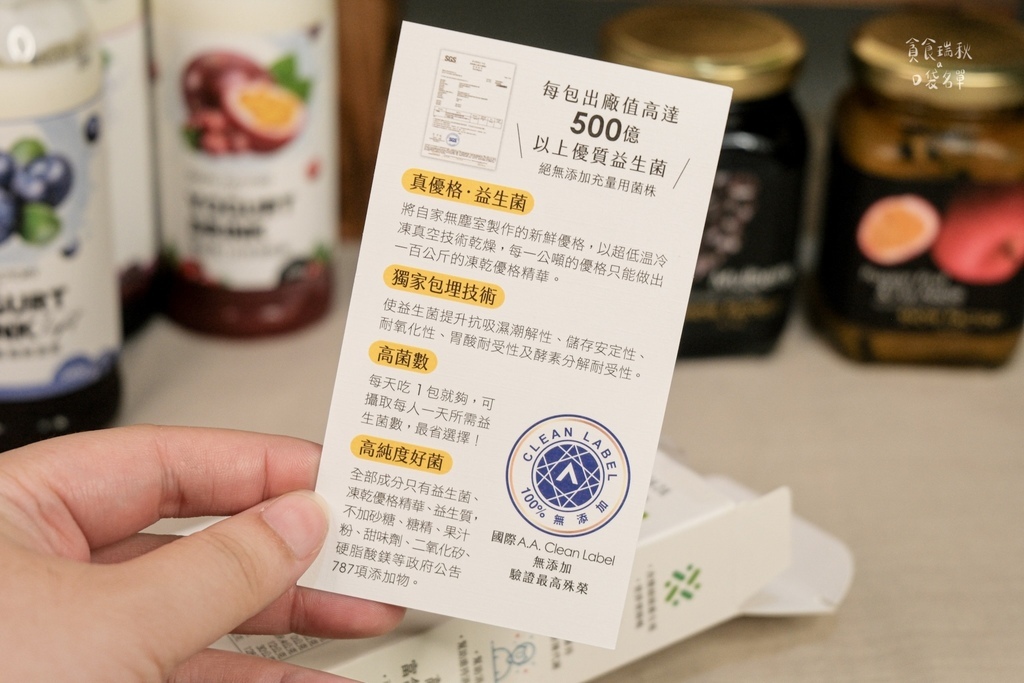 貪食瑞秋
の
口袋名單
SGS
每包出廠值高達
500億
以上優質益生菌
絕無添加充量用菌株
真優格·益生菌
將自家無塵室製作的新鮮優格，以超低溫冷
凍真空技術乾燥，每一公噸的優格只能做出
一百公斤的凍乾優格精華。
獨家包埋技術
使益生菌提升抗吸濕潮解性、儲存安定性、
耐氧化性、胃酸耐受性及酵素分解耐受性。
高菌數
每天吃 1 包就夠，可
攝取每人一天所需益
生菌數，最省選擇！
高純度好菌
全部成分只有益生菌、
凍乾優格精華、益生質，
不加砂糖、糖精、果汁
粉、甜味劑、二氧化矽、
硬脂酸鎂等政府公告
787項添加物。
CLEAN LABEL
100% 無添加
國際 A.A. Clean Label
無添加
驗證最高殊榮